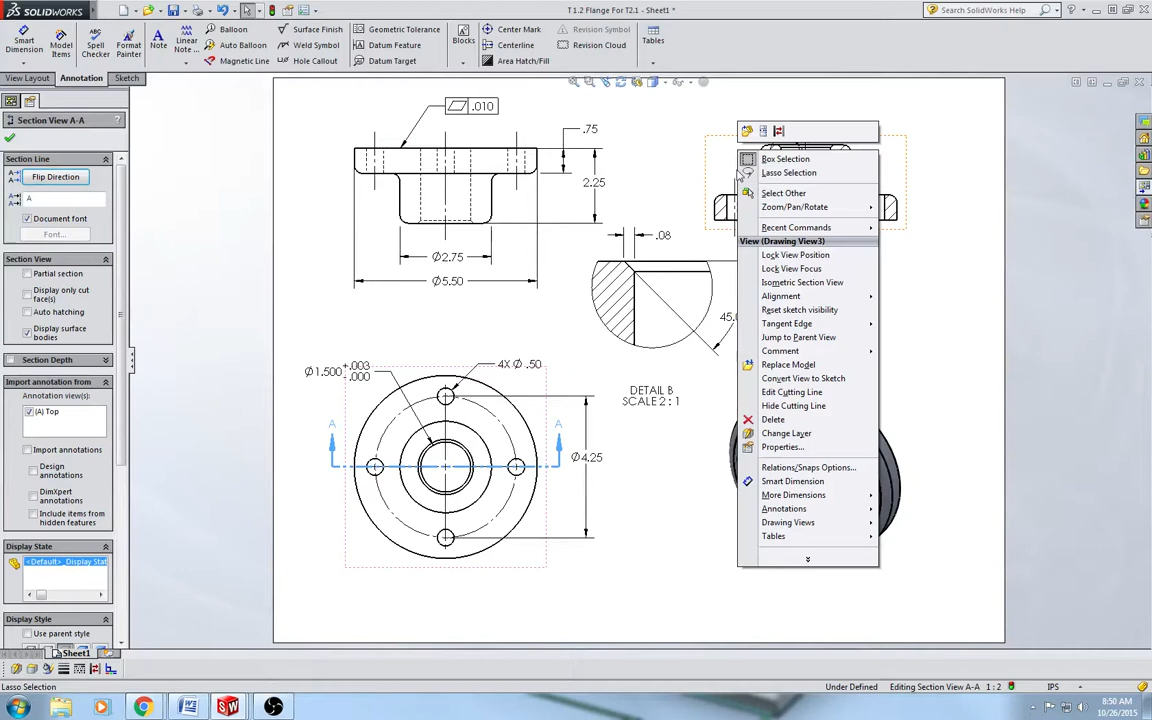 SOLIDWORKS
T 1.2 Flange For T2.1 - Sheet1 *
Search SolidWorks Help
Smart Dimension
Model Items
Spell Checker
Format Painter
Note
Linear Note ...
Balloon
Auto Balloon
Magnetic Line
Surface Finish
Weld Symbol
Hole Callout
Geometric Tolerance
Datum Feature
Datum Target
Blocks
Center Mark
Centerline
Area Hatch/Fill
Revision Symbol
Revision Cloud
Tables
View Layout
Annotation
Sketch
Section View A-A
?
Section Line
Flip Direction
A
Document font
Font...
Section View
Partial section
Display only cut face(s)
Auto hatching
Display surface bodies
Section Depth
Import annotation from
Annotation view(s)
(A) Top
Import annotations
Design annotations
DimXpert annotations
Include items from hidden features
Display State
<Default>_Display Stat
Display Style
Use parent style
.010
.75
2.25
Ø2.75
Ø5.50
.08
45.0
DETAIL B
SCALE 2 : 1
Ø1.500 +.003 -.000
4X Ø .50
A
A
Ø4.25
Box Selection
Lasso Selection
Select Other
Zoom/Pan/Rotate
Recent Commands
View (Drawing View3)
Lock View Position
Lock View Focus
Isometric Section View
Alignment
Reset sketch visibility
Tangent Edge
Jump to Parent View
Comment
Replace Model
Convert View to Sketch
Edit Cutting Line
Hide Cutting Line
Delete
Change Layer
Properties...
Relations/Snaps Options...
Smart Dimension
More Dimensions
Annotations
Drawing Views
Tables
Sheet1
Lasso Selection
Under Defined
Editing Section View A-A
1 : 2
IPS
8:50 AM
10/26/2015